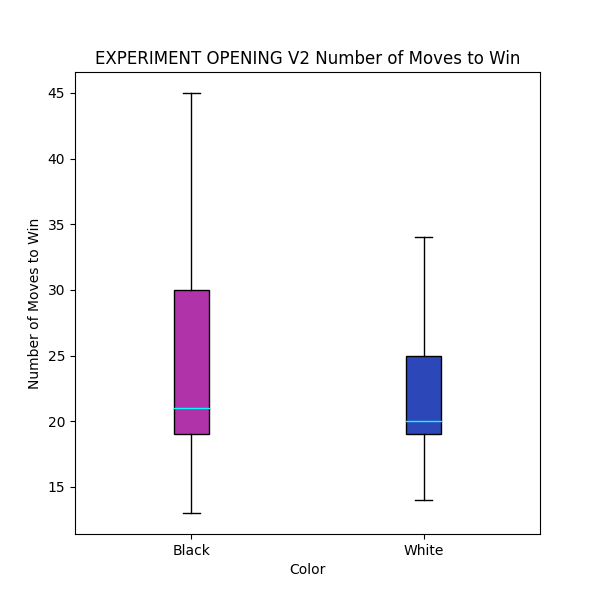 EXPERIMENT OPENING V2 Number of Moves to Win
Number of Moves to Win
45
40
35
30
25
20
15
Black
White
Color